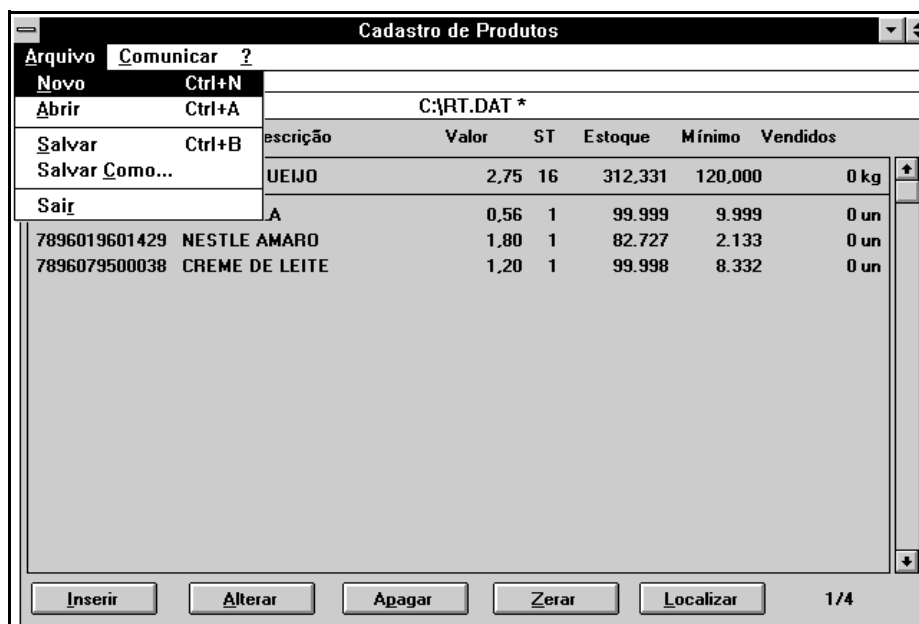 Cadastro de Produtos
Arquivo Comunicar ?
Novo Ctrl+N
Abrir Ctrl+A
Salvar Ctrl+B
Salvar Como...
Sair
C:\RT.DAT *
escrição Valor ST Estoque Mínimo Vendidos
UEIJO 2,75 16 312,331 120,000 0 kg
A 0,56 1 99.999 9.999 0 un
7896019601429 NESTLE AMARO 1,80 1 82.727 2.133 0 un
7896079500038 CREME DE LEITE 1,20 1 99.998 8.332 0 un
Inserir Alterar Apagar Zerar Localizar 1/4